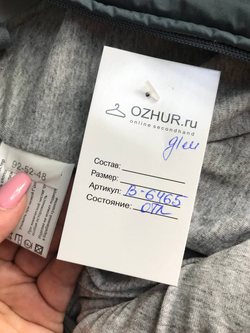 OZHUR.ru
online secondhand
Состав:
Размер:
Артикул: В-6465
Состояние: отл
92-52-48